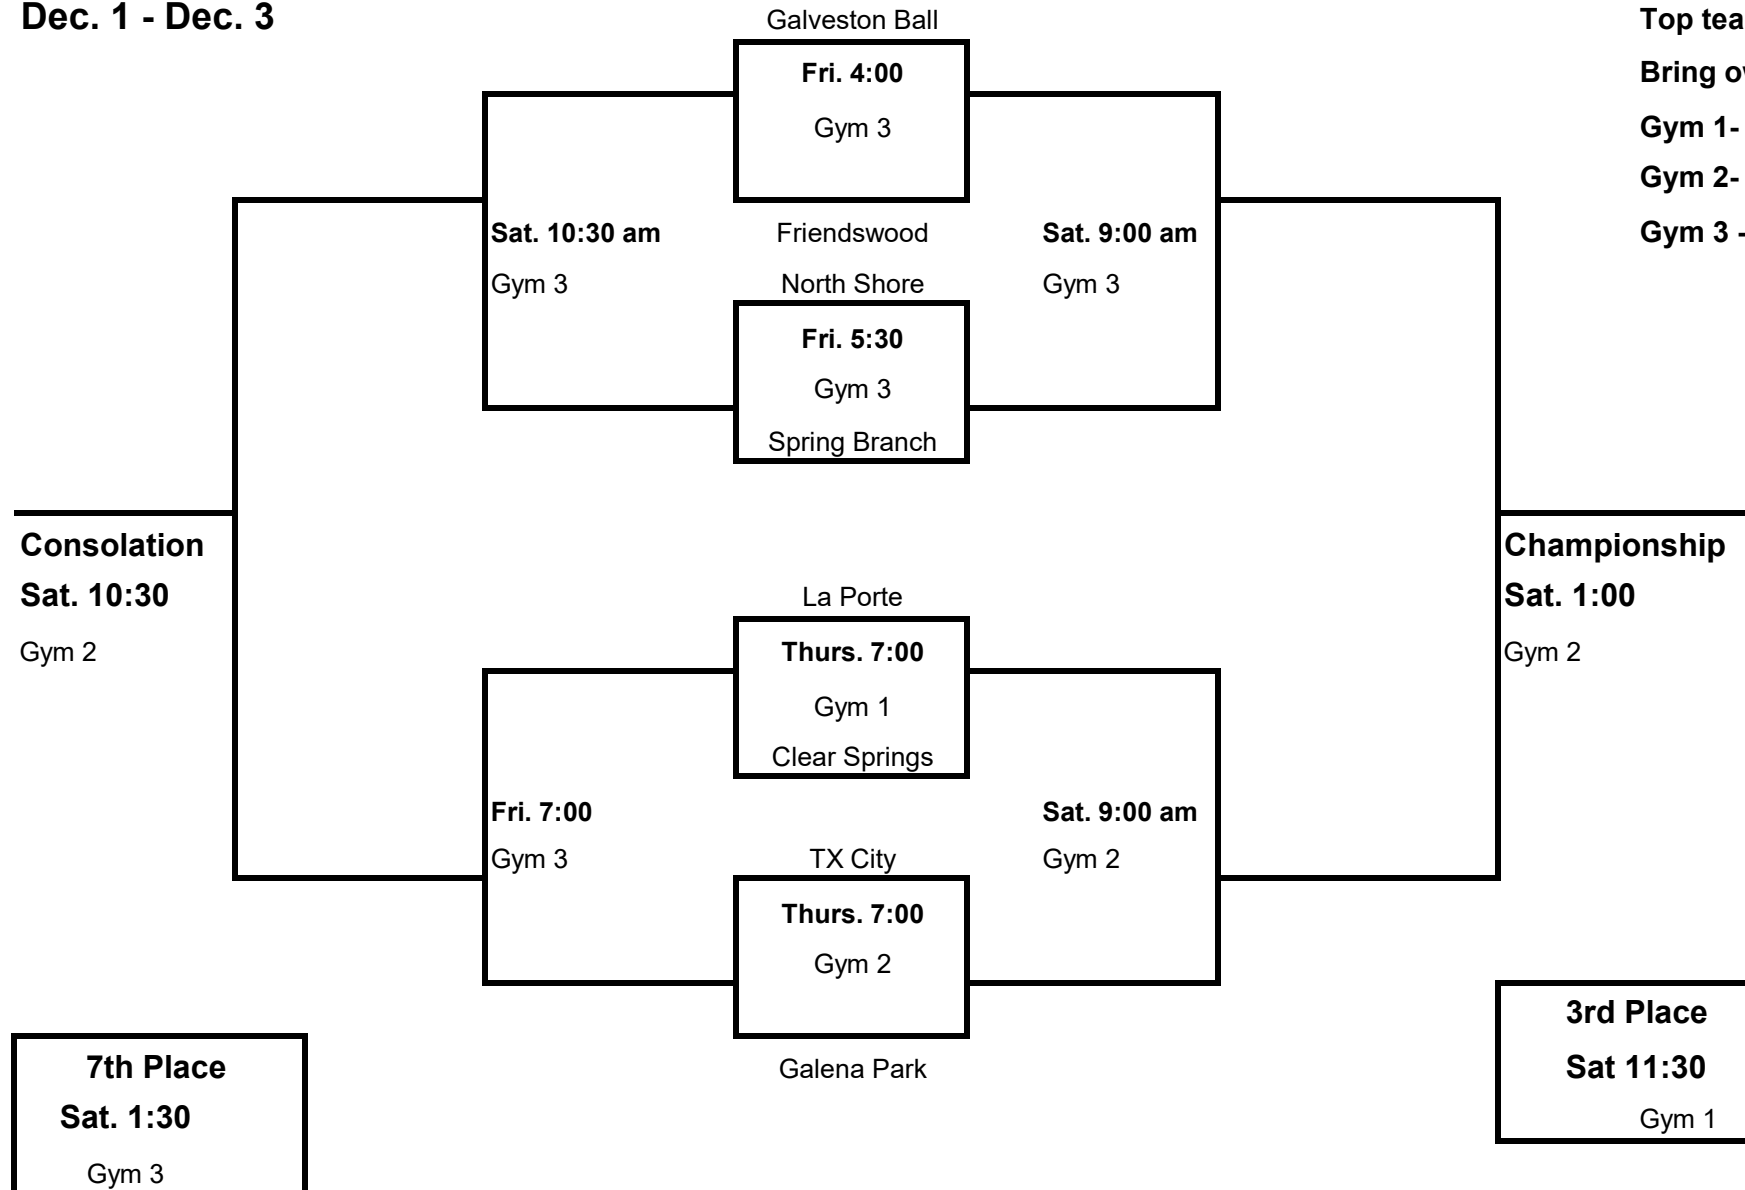 Dec. 1 - Dec. 3
Galveston Ball
Top tea
Fri. 4:00
Bring ov
Gym 3
Gym 1-
Gym 2-
Sat. 10:30 am
Friendswood
Sat. 9:00 am
Gym 3 -
Gym 3
North Shore
Gym 3
Fri. 5:30
Gym 3
Spring Branch
Consolation
Championship
Sat. 10:30
La Porte
Sat. 1:00
Gym 2
Thurs. 7:00
Gym 2
Gym 1
Clear Springs
Fri. 7:00
Sat. 9:00 am
Gym 3
TX City
Gym 2
Thurs. 7:00
Gym 2
3rd Place
7th Place
Galena Park
Sat 11:30
Sat. 1:30
Gym 1
Gym 3